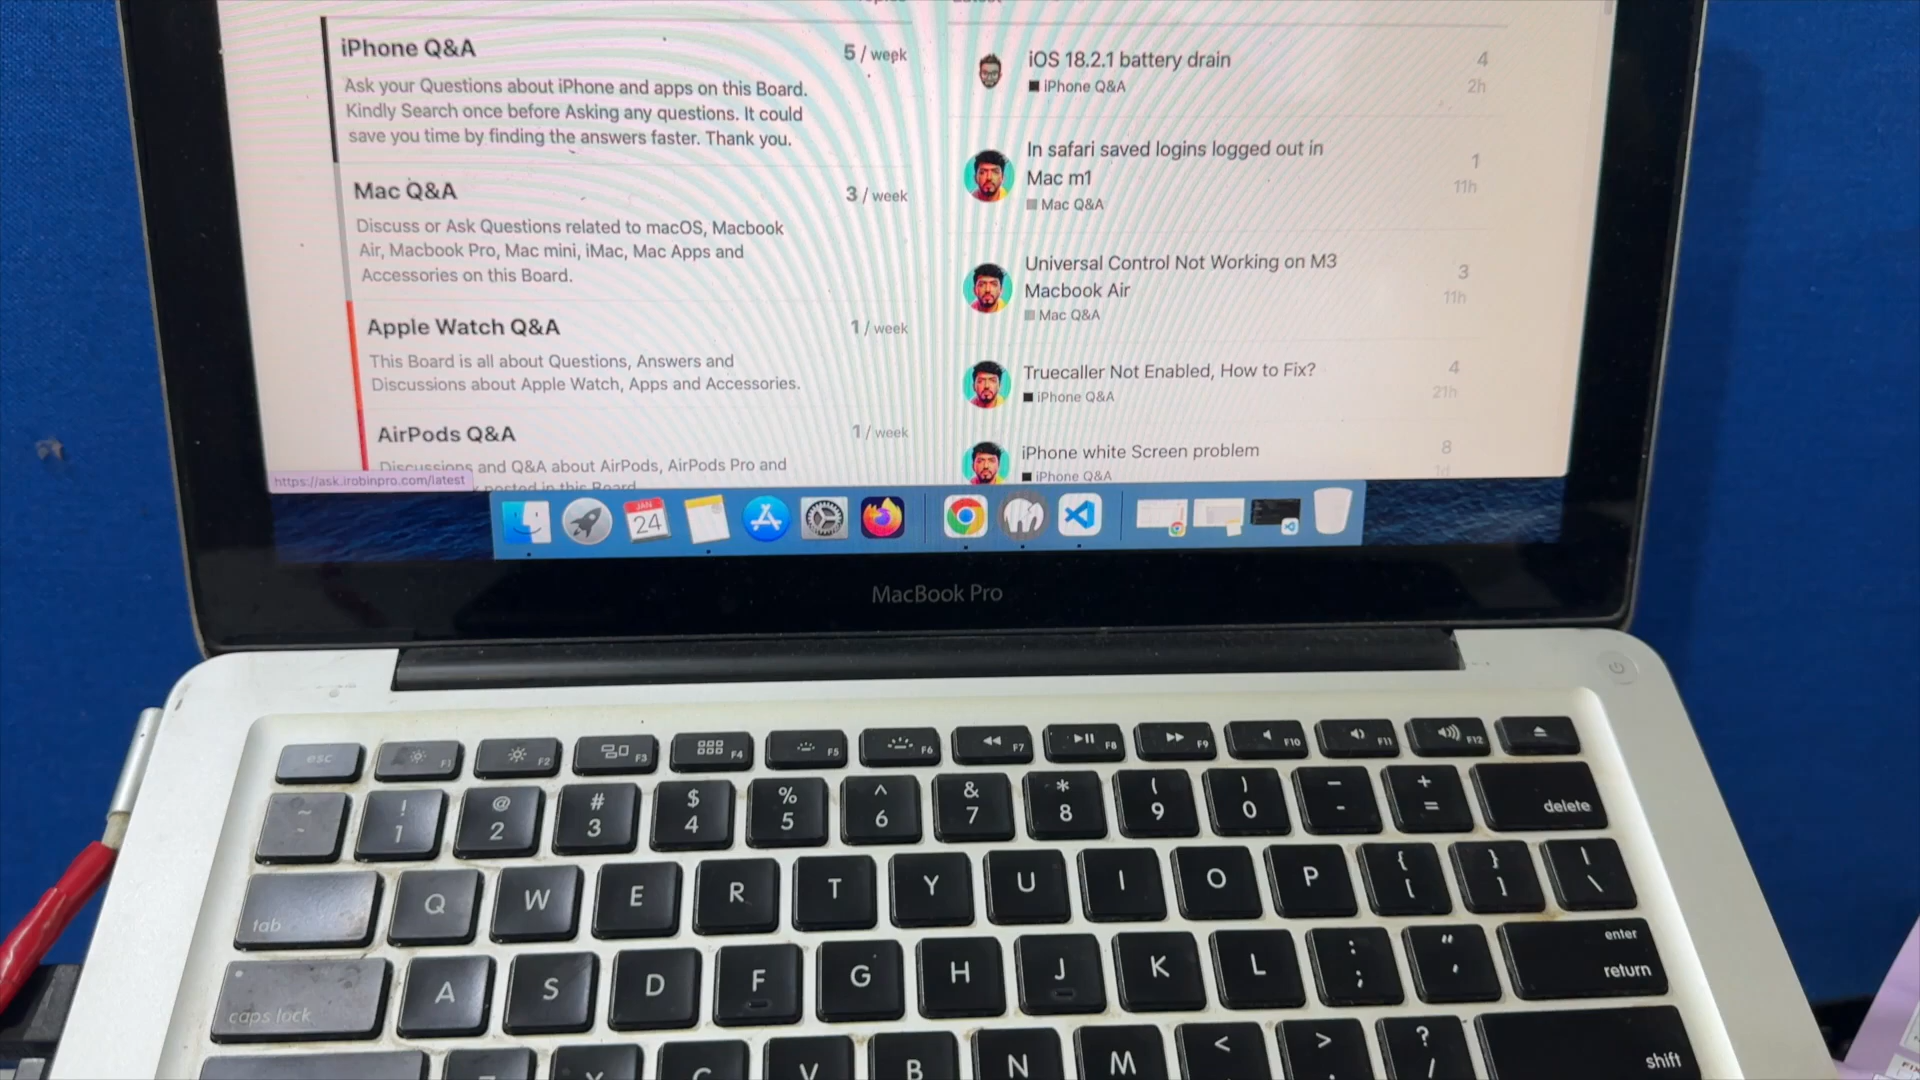 iPhone Q&A
5 / week
Ask your Questions about iPhone and apps on this Board.
Kindly Search once before Asking any questions. It could
save you time by finding the answers faster. Thank you.
Mac Q&A
3 / week
Discuss or Ask Questions related to macOS, Macbook
Air, Macbook Pro, Mac mini, iMac, Mac Apps and
Accessories on this Board.
Apple Watch Q&A
1 / week
This Board is all about Questions, Answers and
Discussions about Apple Watch, Apps and Accessories.
AirPods Q&A
1 / week
Discussions and Q&A about AirPods, AirPods Pro and
posted in this Board
https://ask.irobinpro.com/latest
iOS 18.2.1 battery drain
4
iPhone Q&A
2h
In safari saved logins logged out in
Mac m1
1
11h
Mac Q&A
Universal Control Not Working on M3
Macbook Air
3
11h
Mac Q&A
Truecaller Not Enabled, How to Fix?
4
iPhone Q&A
21h
iPhone white Screen problem
8
iPhone Q&A
1d
JAN
24
MacBook Pro
esc F1 F2 F3 F4 F5 F6 F7 F8 F9 F10 F11 F12
~ ! @ # $ % ^ & * ( ) _ +
` 1 2 3 4 5 6 7 8 9 0 - = delete
tab Q W E R T Y U I O P { [ } ] | \
caps lock A S D F G H J K L : ; " ' enter
return
C V B N M < > ? / shift